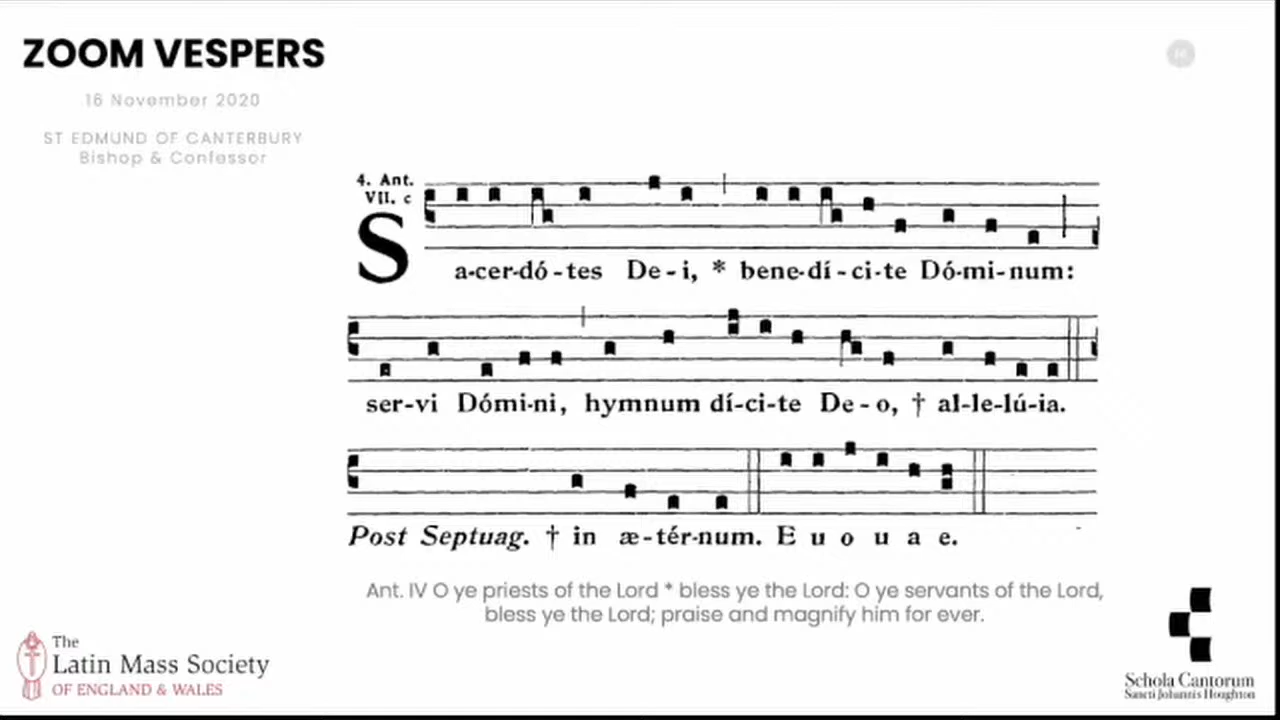 ZOOM VESPERS
16 November 2020
ST EDMUND OF CANTERBURY
Bishop & Confessor
4. Ant.
VII. c
Sa-cer-dó-tes De-i, * bene-dí-ci-te Dó-mi-num:
ser-vi Dómi-ni, hymnum dí-ci-te De-o, † al-le-lú-ia.
Post Septuag. † in æ-tér-num. E u o u a e.
Ant. IV O ye priests of the Lord * bless ye the Lord: O ye servants of the Lord,
bless ye the Lord; praise and magnify him for ever.
The
Latin Mass Society
OF ENGLAND & WALES
Schola Cantorum
Sancti Johannis Houghton